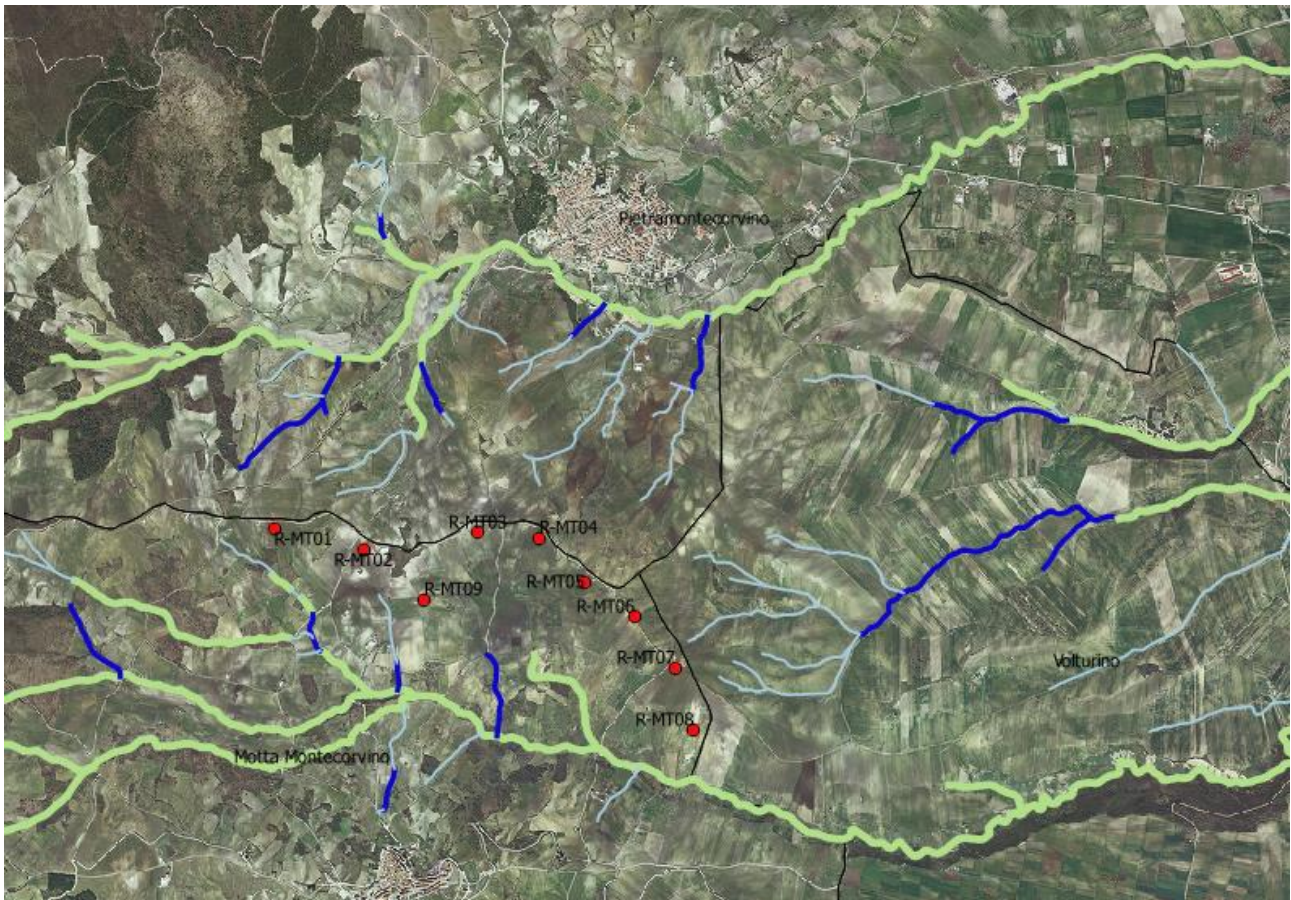 Pietramontecorvino
R-MT01
R-MT02
R-MT03
R-MT04
R-MT05
R-MT09
R-MT06
R-MT07
Volturino
R-MT08
Motta Montecorvino